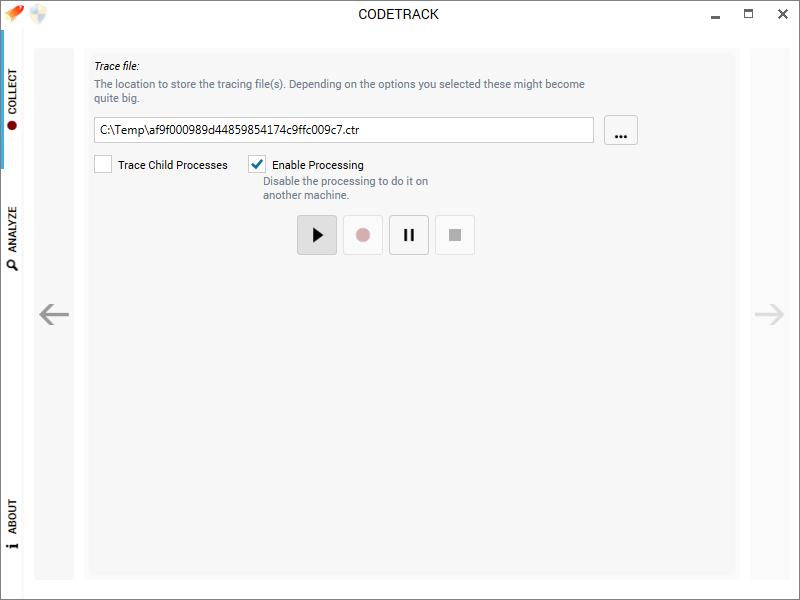 CODETRACK
COLLECT
ANALYZE
ABOUT
Trace file:
The location to store the tracing file(s). Depending on the options you selected these might become
quite big.
C:\Temp\af9f000989d44859854174c9ffc009c7.ctr
...
Trace Child Processes
Enable Processing
Disable the processing to do it on
another machine.